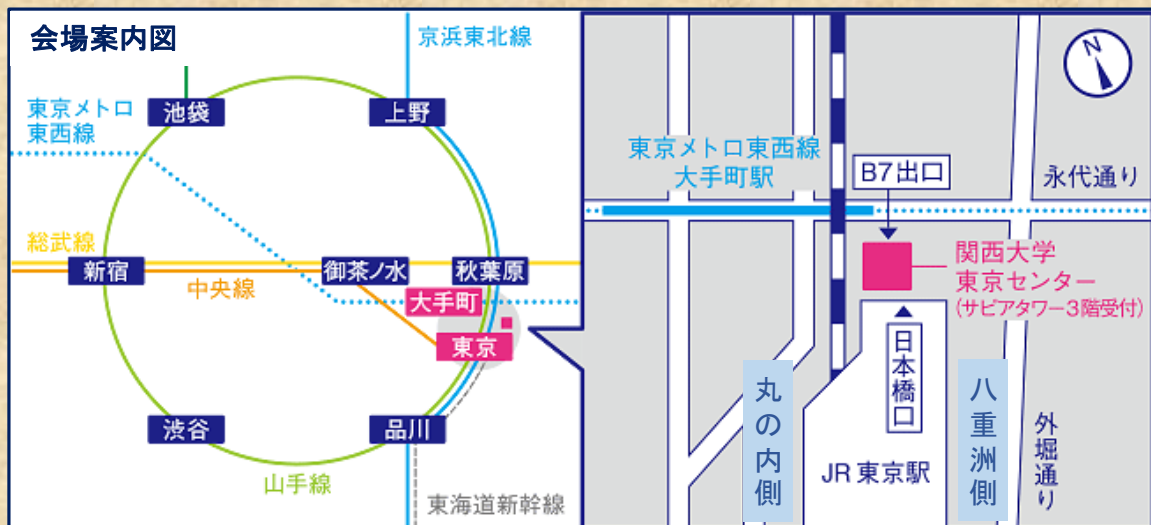 会場案内図
京浜東北線
東京メトロ
東西線
池袋
上野
総武線
新宿
御茶ノ水
秋葉原
中央線
大手町
東京
渋谷
品川
山手線
東海道新幹線
N
東京メトロ東西線
大手町駅
B7出口
永代通り
関西大学
東京センター
(サピアタワー3階受付)
日本橋口
丸の内側
八重洲側
JR 東京駅
外堀通り